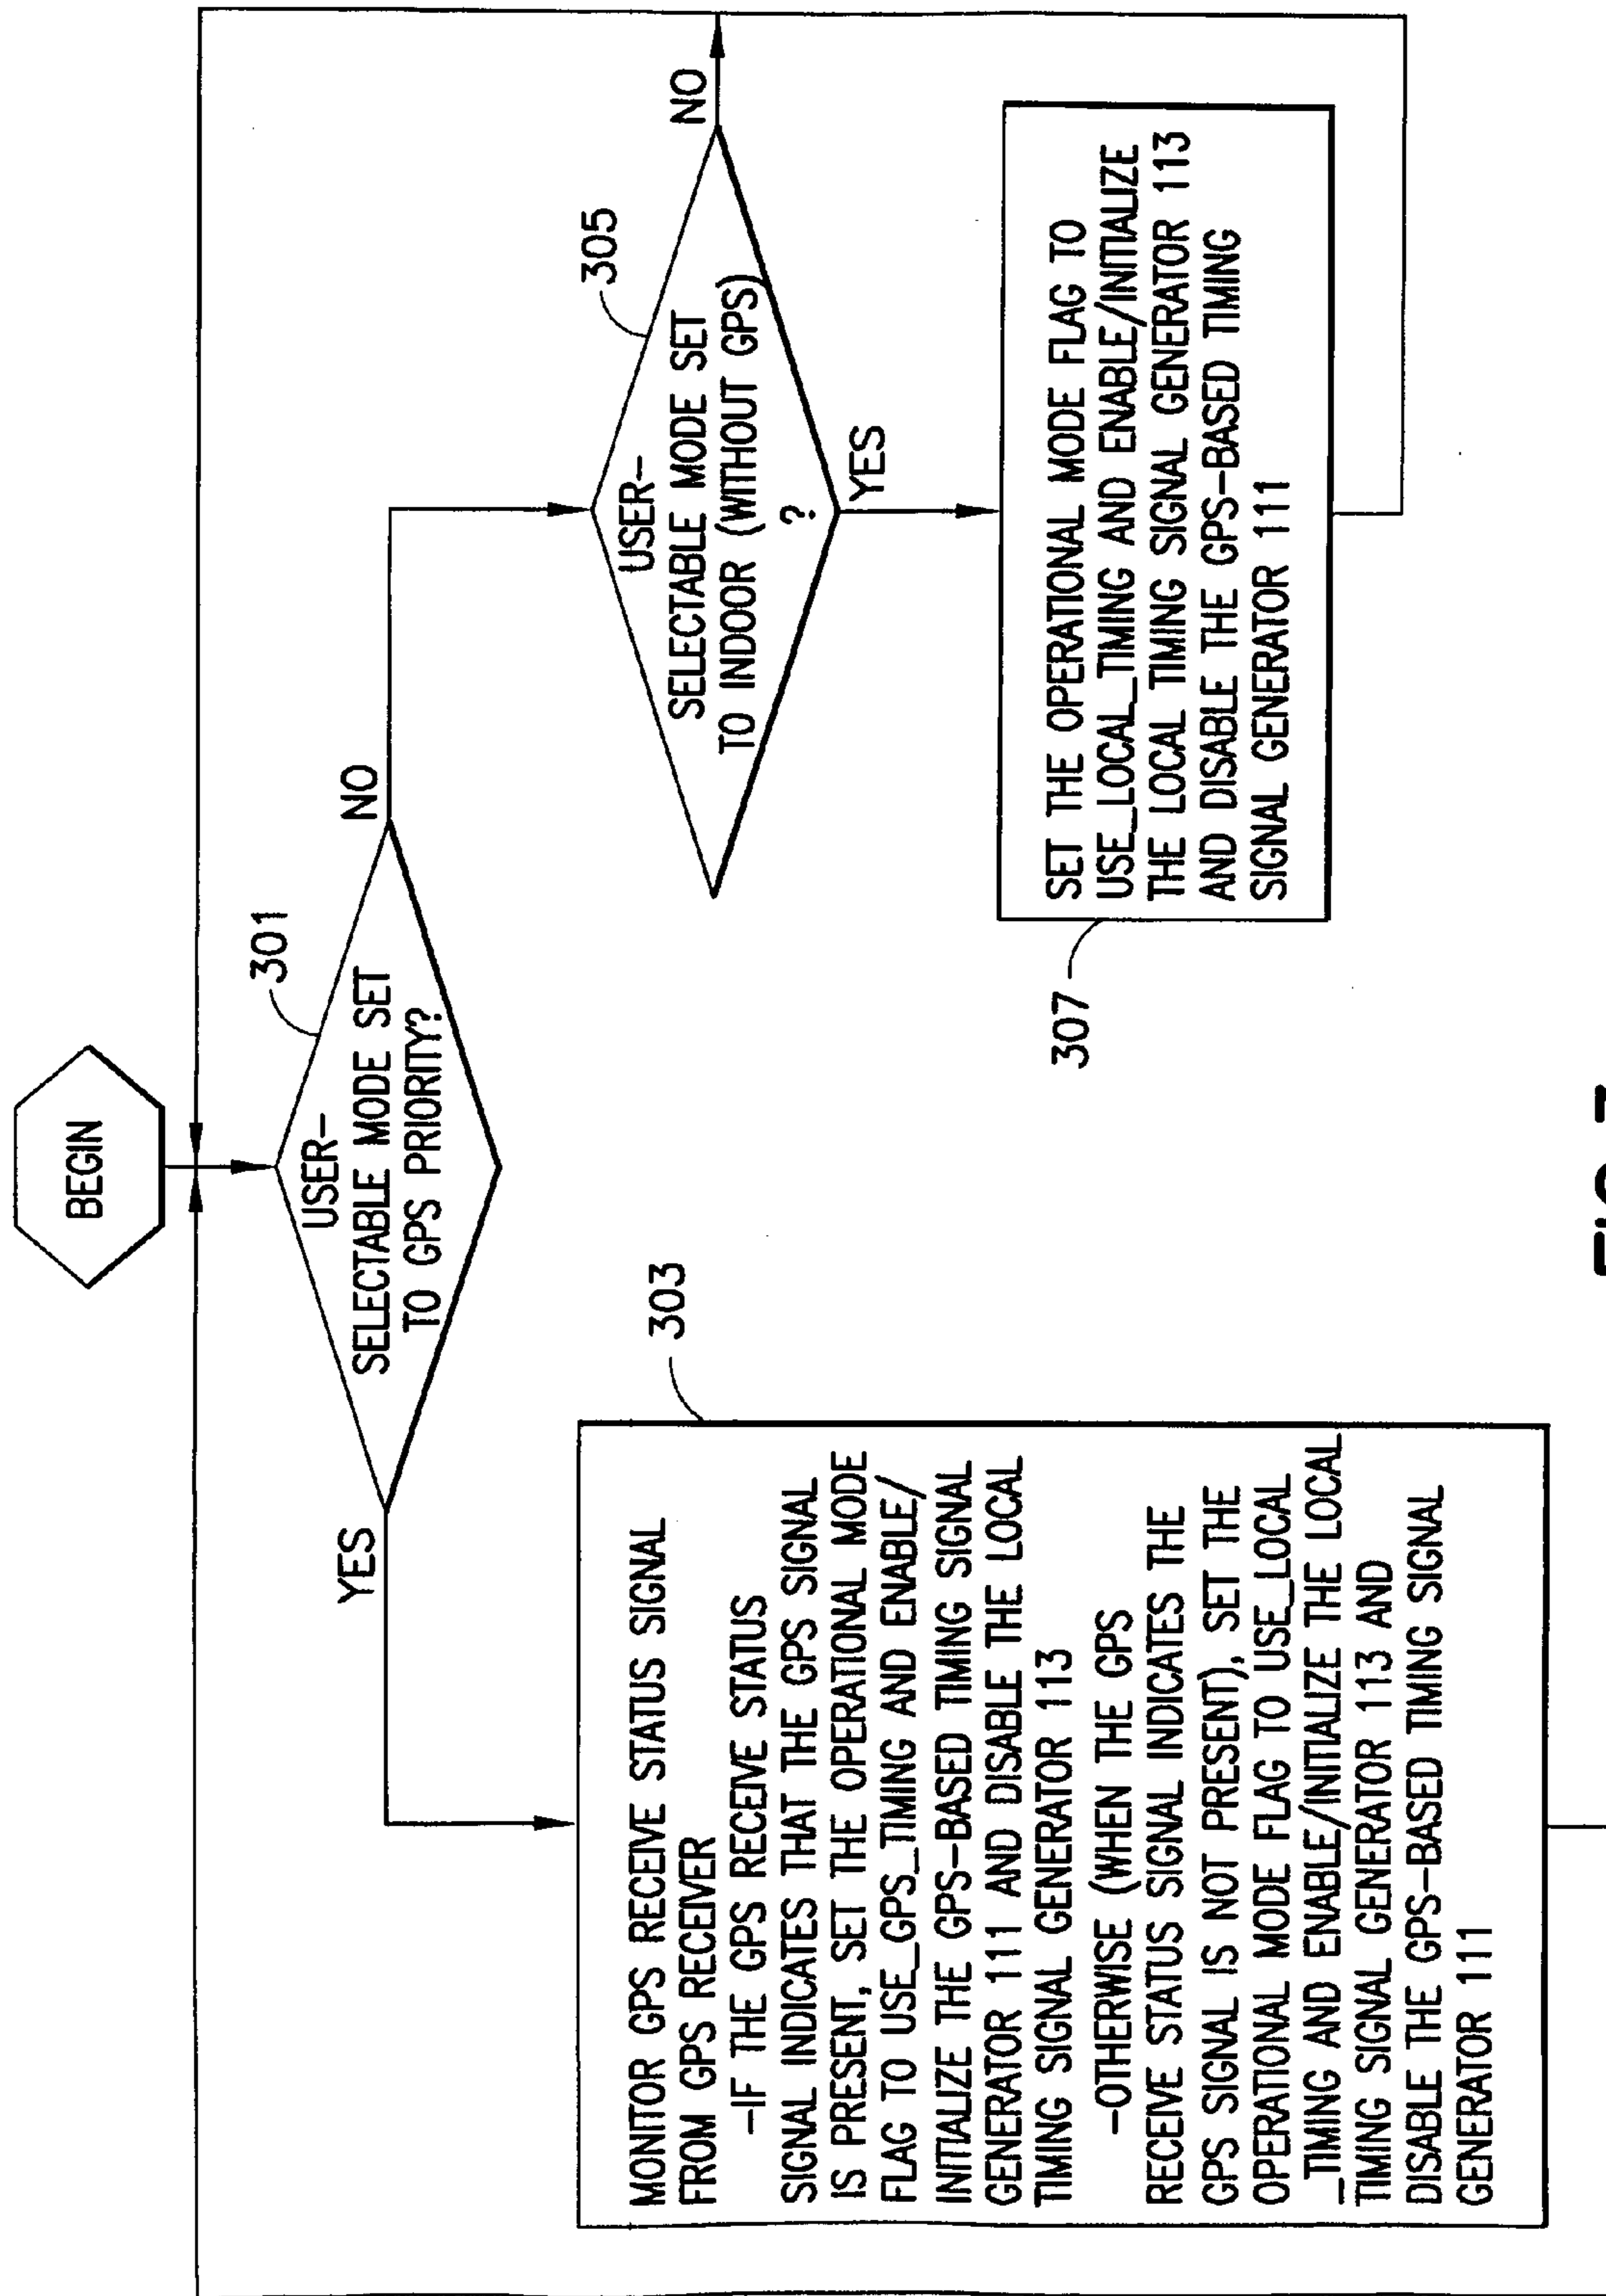 BEGIN
301
USER-
SELECTABLE MODE SET
TO GPS PRIORITY?
YES
NO
303
MONITOR GPS RECEIVE STATUS SIGNAL
FROM GPS RECEIVER
-IF THE GPS RECEIVE STATUS
SIGNAL INDICATES THAT THE GPS SIGNAL
IS PRESENT, SET THE OPERATIONAL MODE
FLAG TO USE_GPS_TIMING AND ENABLE/
INITIALIZE THE GPS-BASED TIMING SIGNAL
GENERATOR 111 AND DISABLE THE LOCAL
TIMING SIGNAL GENERATOR 113
-OTHERWISE (WHEN THE GPS
RECEIVE STATUS SIGNAL INDICATES THE
GPS SIGNAL IS NOT PRESENT), SET THE
OPERATIONAL MODE FLAG TO USE_LOCAL
_TIMING AND ENABLE/INITIALIZE THE LOCAL
TIMING SIGNAL GENERATOR 113 AND
DISABLE THE GPS-BASED TIMING SIGNAL
GENERATOR 111
305
USER-
SELECTABLE MODE SET
TO INDOOR (WITHOUT GPS)
?
NO
YES
307
SET THE OPERATIONAL MODE FLAG TO
USE_LOCAL_TIMING AND ENABLE/INITIALIZE
THE LOCAL TIMING SIGNAL GENERATOR 113
AND DISABLE THE GPS-BASED TIMING
SIGNAL GENERATOR 111